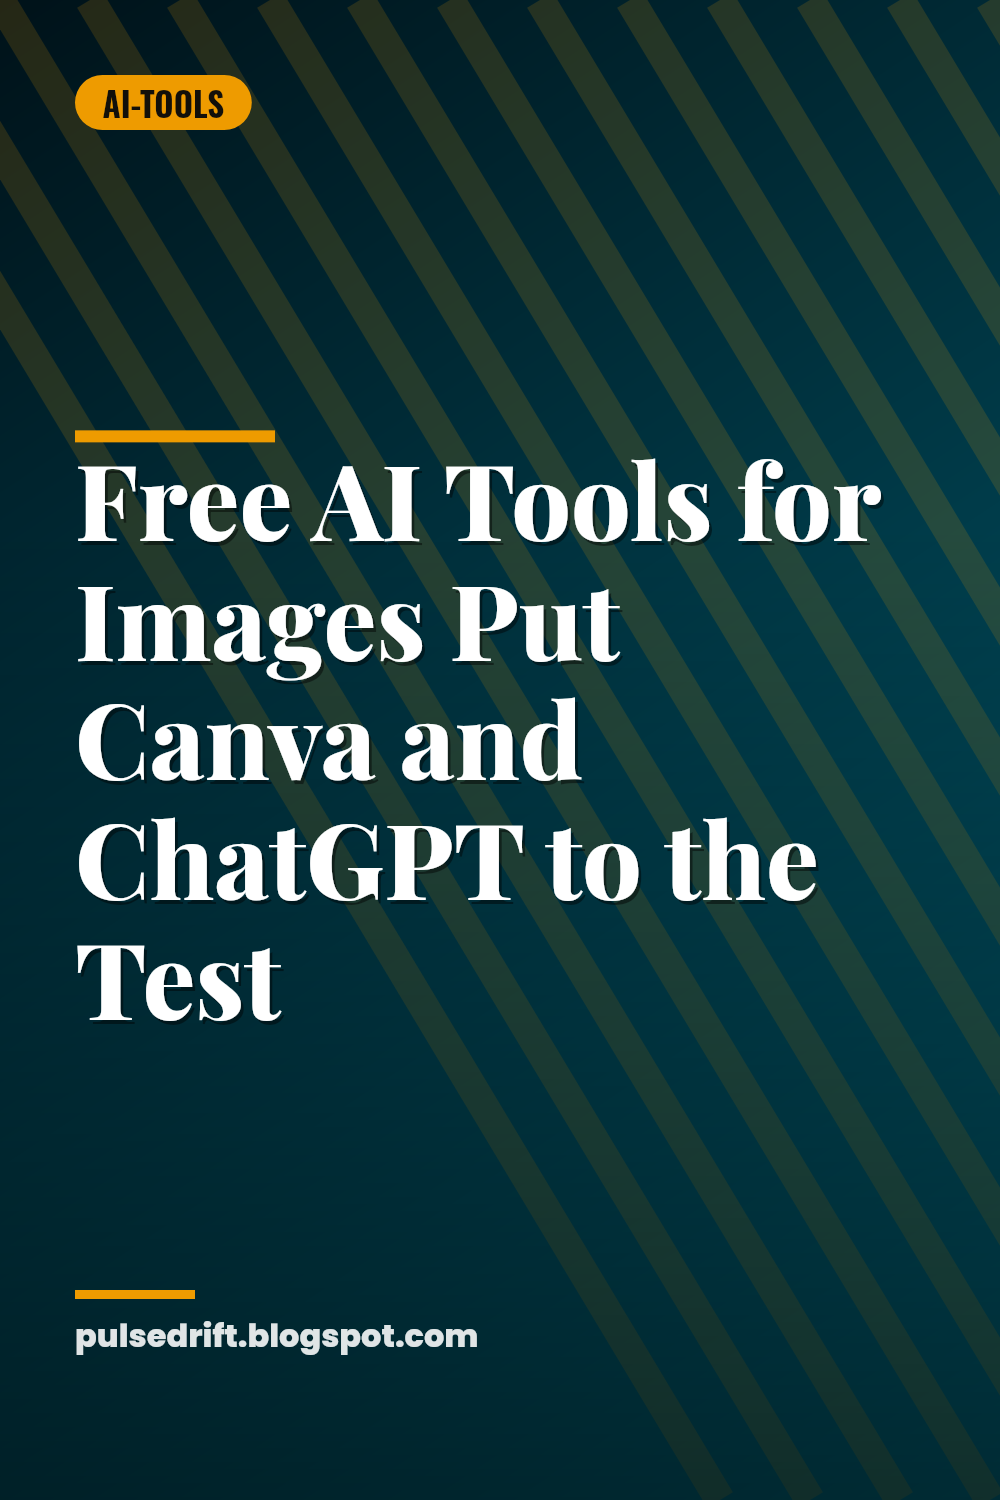 AI-TOOLS
Free AI Tools for
Images Put
Canva and
ChatGPT to the
Test
pulsedrift.blogspot.com